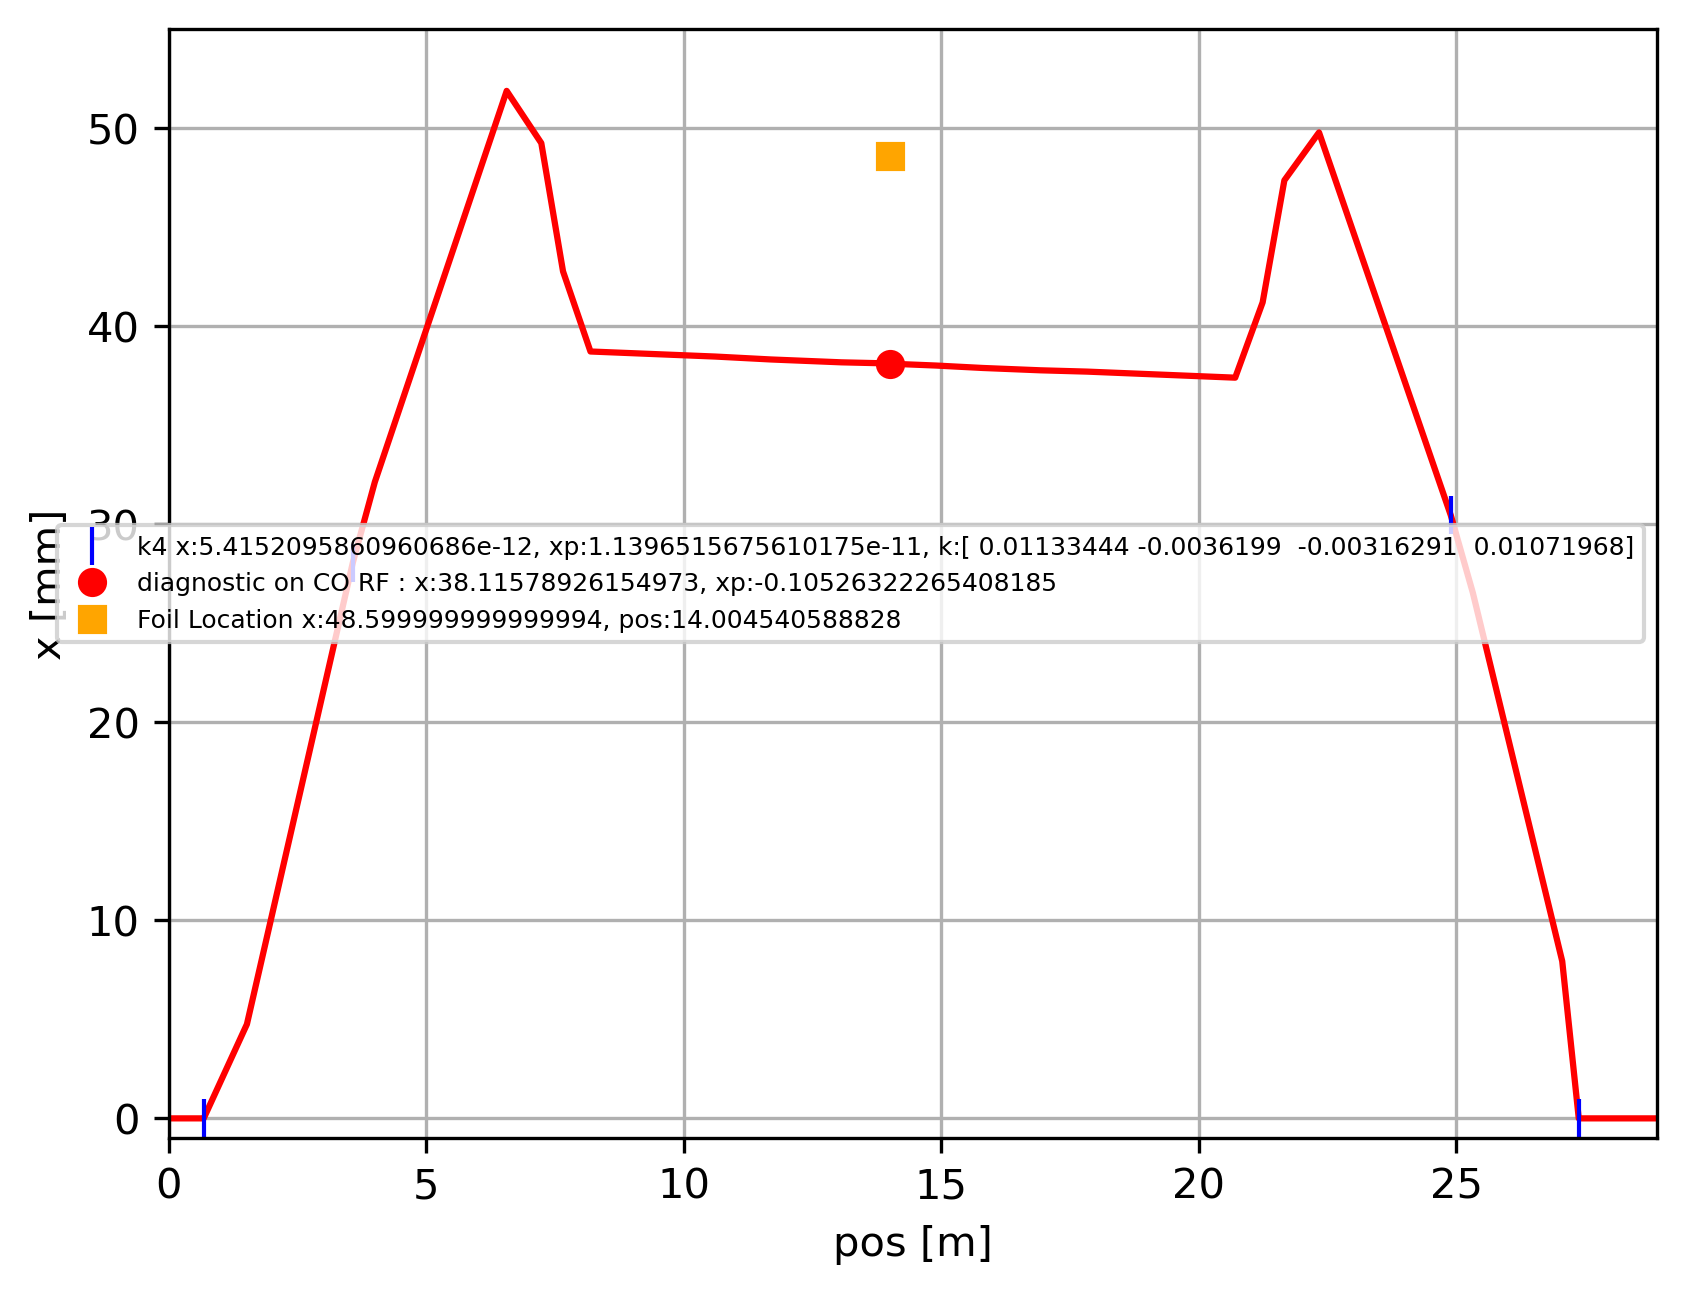 50
40
30
20
10
0
x [mm]
k4 x:5.4152095860960686e-12, xp:1.1396515675610175e-11, k:[ 0.01133444 -0.0036199  -0.00316291  0.01071968]
diagnostic on CO RF : x:38.11578926154973, xp:-0.10526322265408185
Foil Location x:48.599999999999994, pos:14.004540588828
0 5 10 15 20 25
pos [m]